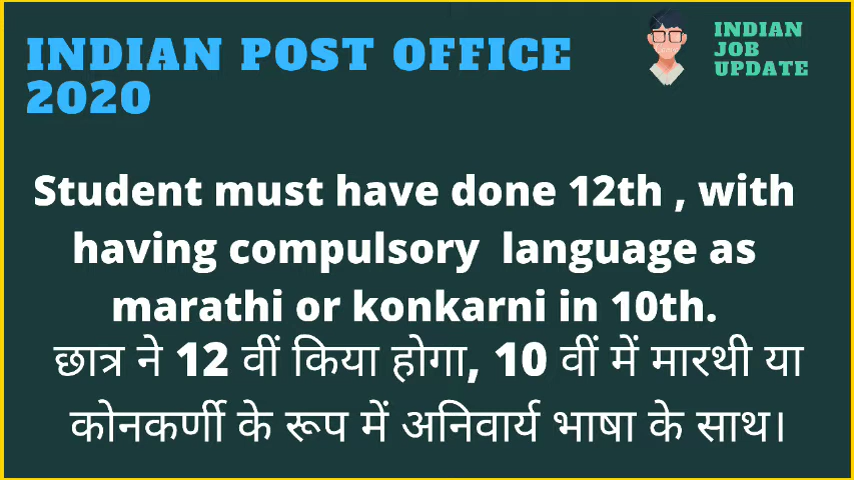 INDIAN POST OFFICE
2020
INDIAN
JOB
UPDATE
Student must have done 12th , with
having compulsory language as
marathi or konkarni in 10th.
छात्र ने 12 वीं किया होगा, 10 वीं में मारथी या
कोनकर्णी के रूप में अनिवार्य भाषा के साथ।